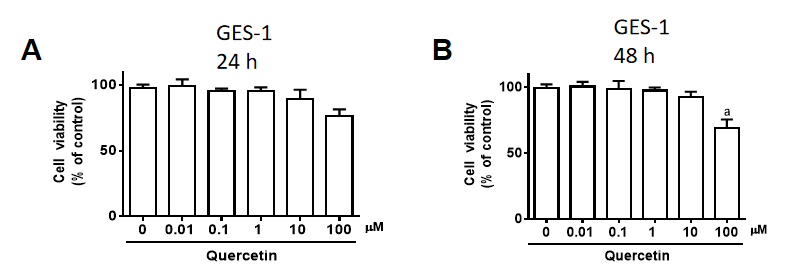 A
GES-1
24 h
Cell viability
(% of control)
100
50
0
0 0.01 0.1 1 10 100 μM
Quercetin
B
GES-1
48 h
Cell viability
(% of control)
100
50
0
a
0 0.01 0.1 1 10 100 μM
Quercetin